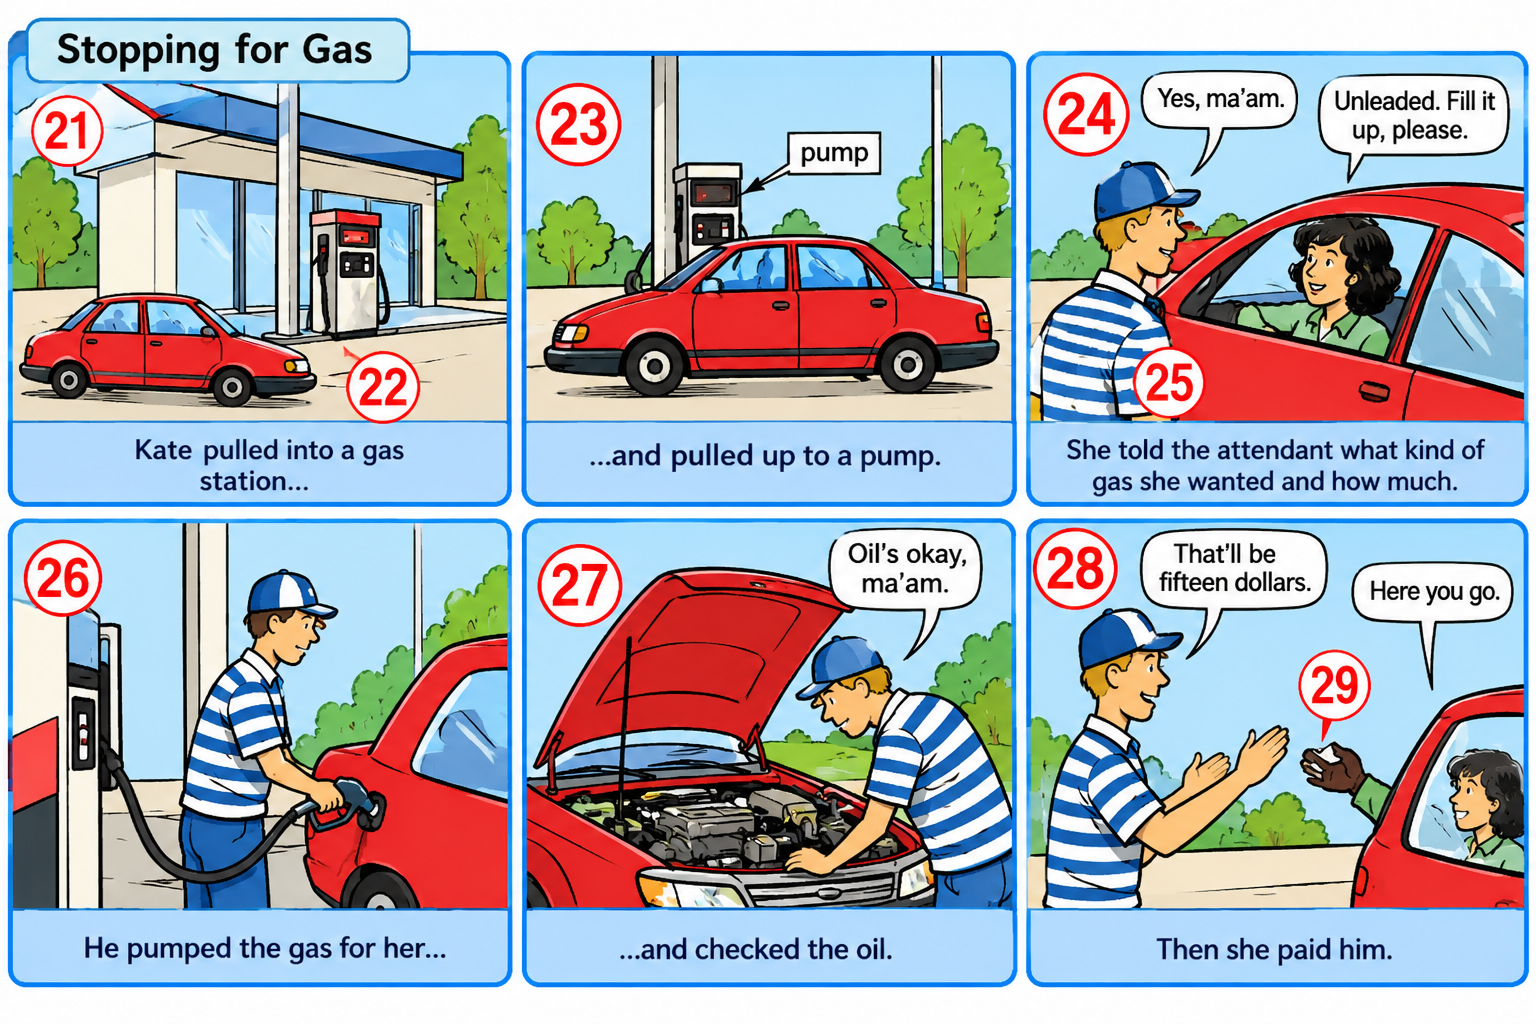 Stopping for Gas
21
22
Kate pulled into a gas
station...
23
pump
...and pulled up to a pump.
24
Yes, ma'am.
Unleaded. Fill it
up, please.
25
She told the attendant what kind of
gas she wanted and how much.
26
He pumped the gas for her...
27
Oil's okay,
ma'am.
...and checked the oil.
28
That'll be
fifteen dollars.
Here you go.
29
Then she paid him.